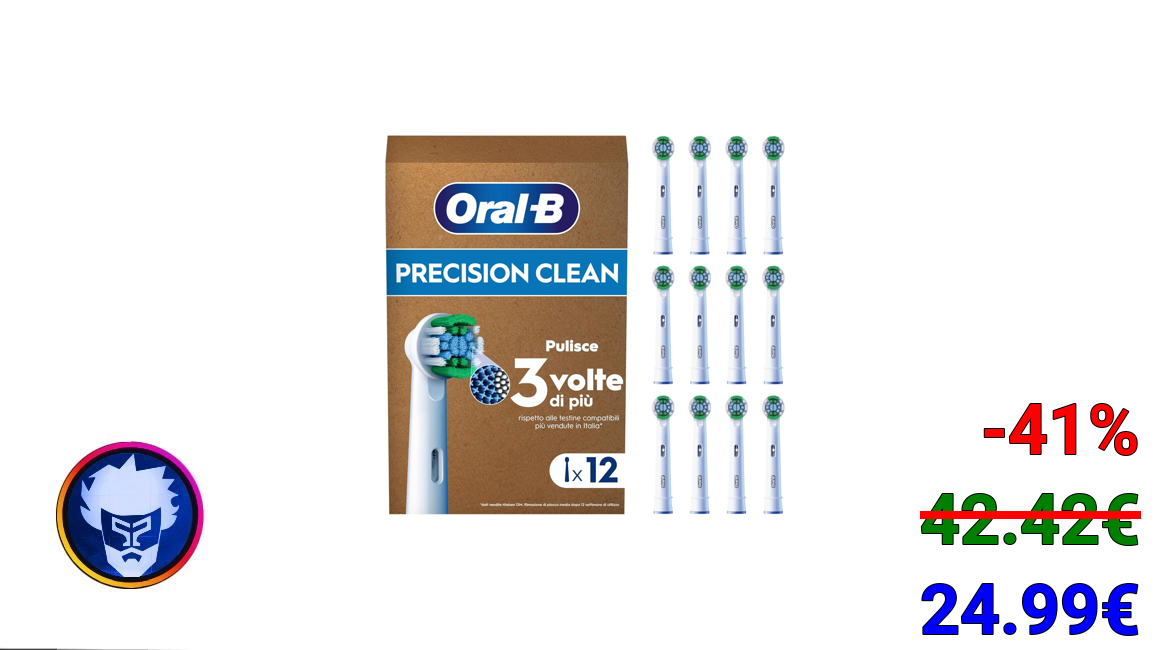 Oral-B
PRECISION CLEAN
Pulisce
3 volte
di più
rispetto alle testine compatibili
più vendute in Italia*
x 12
-41%
42.42€
24.99€